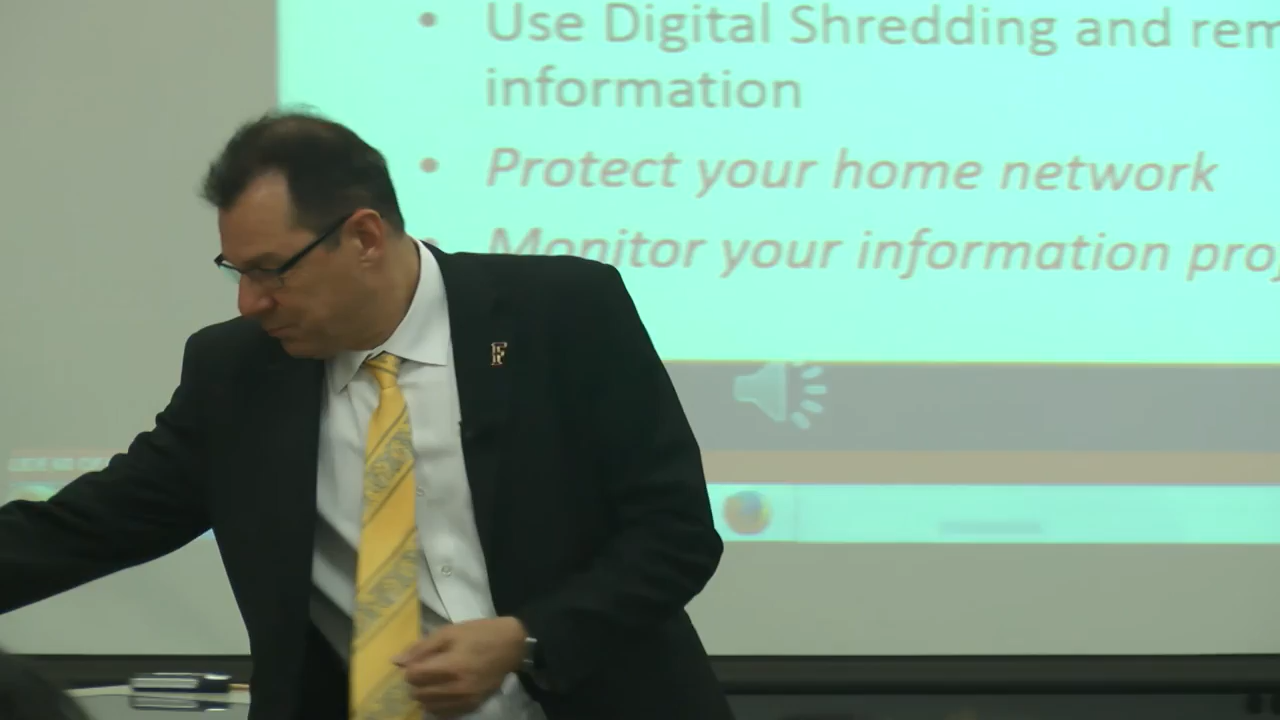 • Use Digital Shredding and rem
information
• Protect your home network
• Monitor your information pro
F